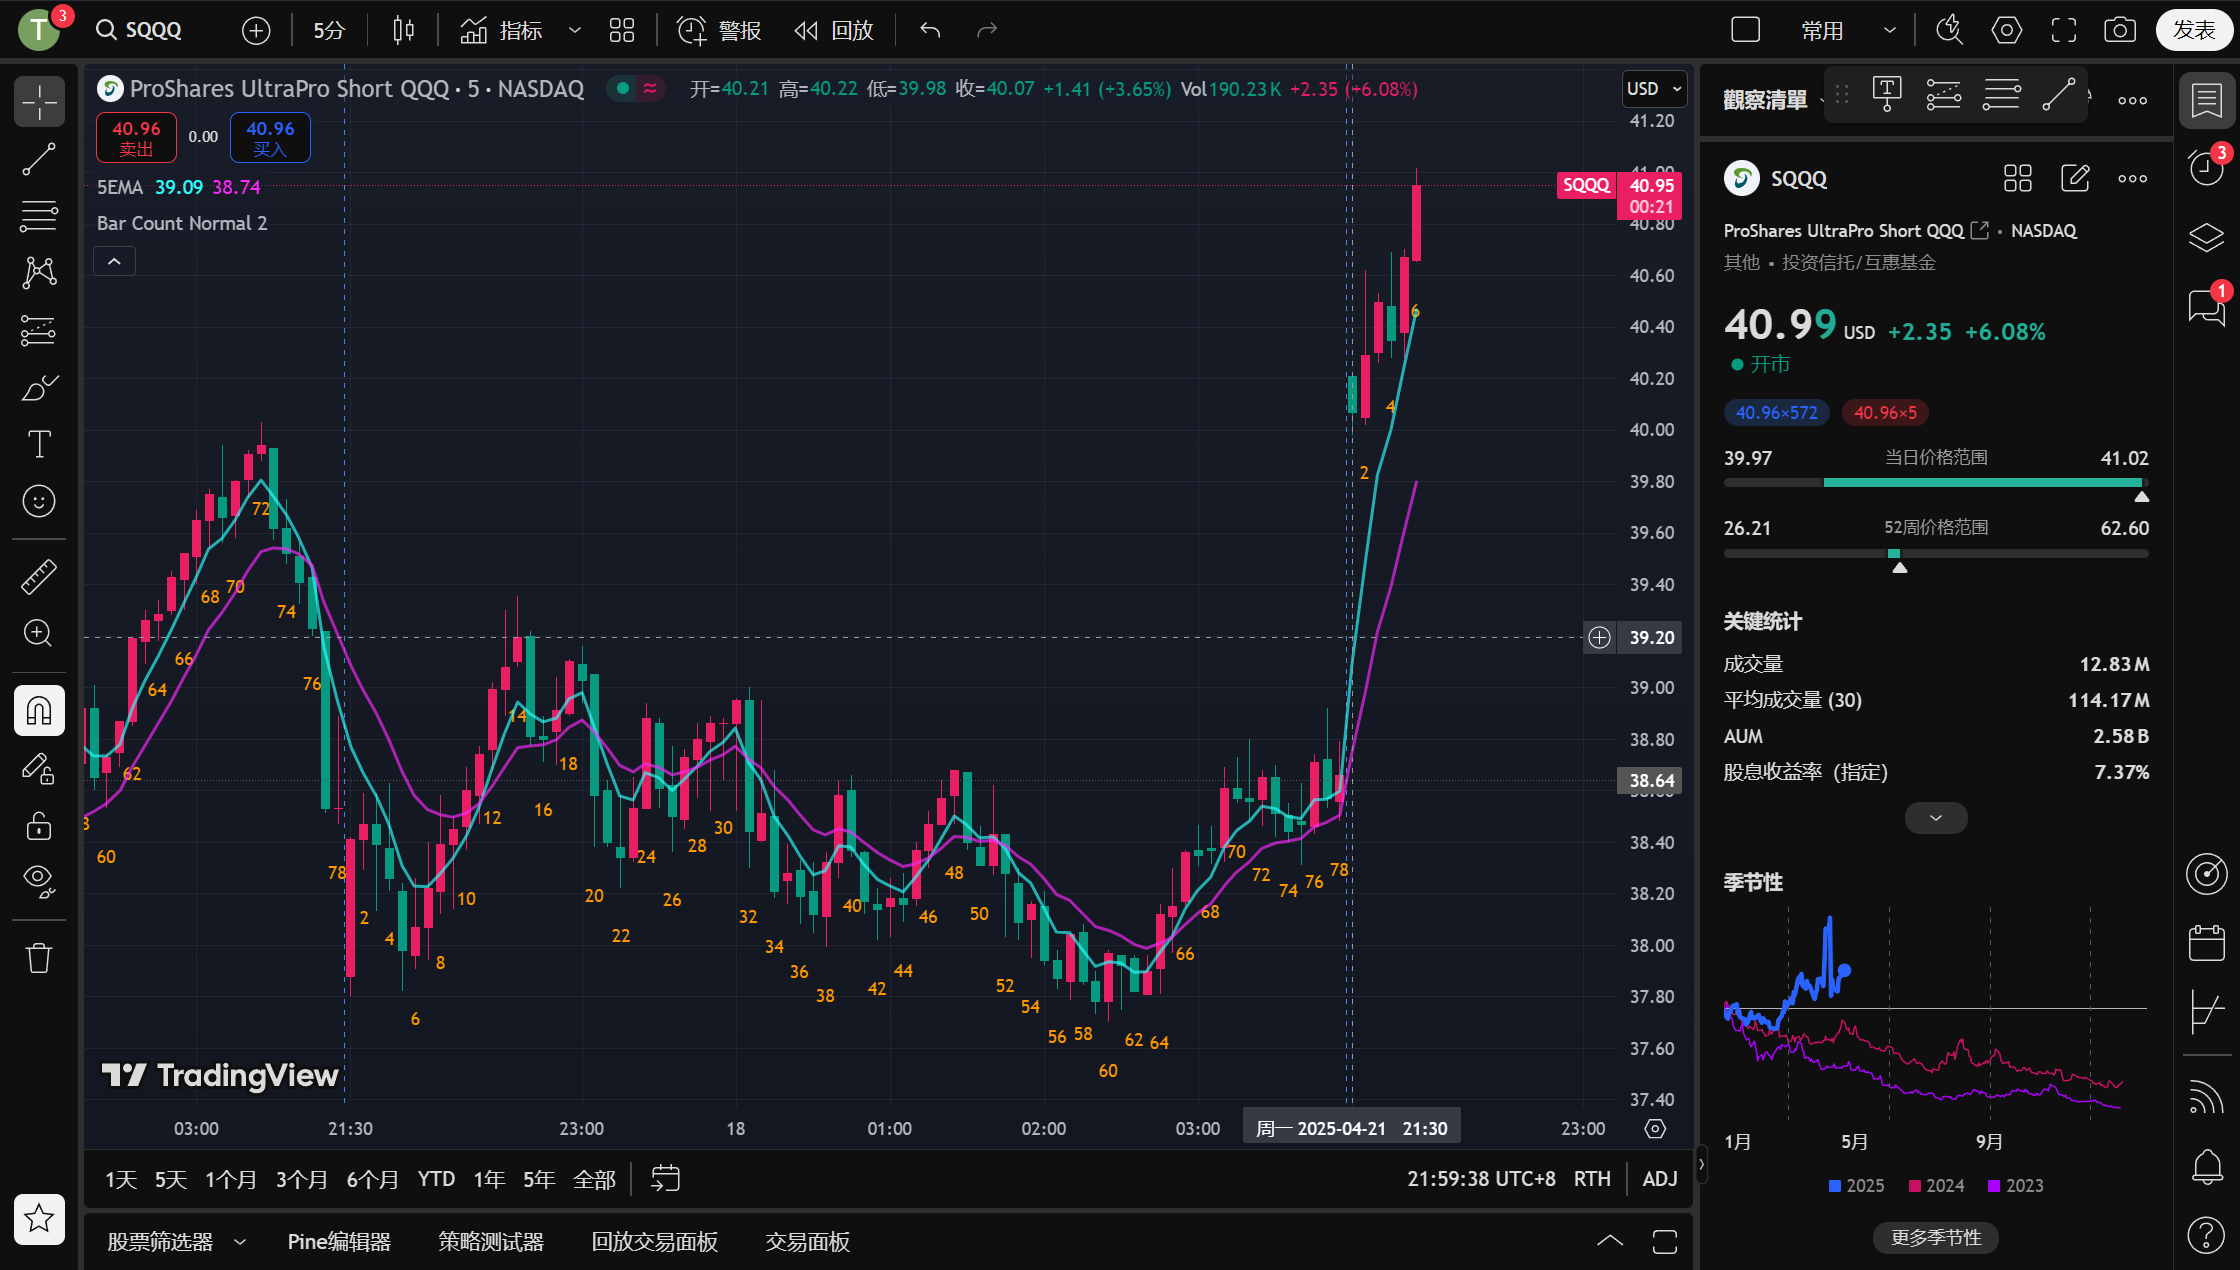 T 3 SQQQ 5分 指标 警报 回放 常用 发表
ProShares UltraPro Short QQQ · 5 · NASDAQ 开=40.21 高=40.22 低=39.98 收=40.07 +1.41 (+3.65%) Vol190.23K +2.35 (+6.08%)
USD
40.96 卖出
0.00
40.96 买入
5EMA 39.09 38.74
Bar Count Normal 2
41.20
41.00
SQQQ 40.95
00:21
40.80
40.60
40.40
40.20
40.00
39.80
39.60
39.40
39.20
39.00
38.80
38.64
38.60
38.40
38.20
38.00
37.80
37.60
37.40
60 62 64 66 68 70 72 74 76 78
2 4 6 8 10 12 14 16 18 20 22 24 26 28 30 32 34 36 38 40 42 44 46 48 50 52 54 56 58 60 62 64 66 68 70 72 74 76 78
2 4 6
TradingView
03:00 21:30 23:00 18 01:00 02:00 03:00 周一 2025-04-21 21:30 23:00
1天 5天 1个月 3个月 6个月 YTD 1年 5年 全部 21:59:38 UTC+8 RTH ADJ
股票筛选器 Pine编辑器 策略测试器 回放交易面板 交易面板
觀察清單
SQQQ
ProShares UltraPro Short QQQ • NASDAQ
其他 • 投资信托/互惠基金
40.99 USD +2.35 +6.08%
开市
40.96×572 40.96×5
39.97 当日价格范围 41.02
26.21 52周价格范围 62.60
关键统计
成交量 12.83M
平均成交量 (30) 114.17M
AUM 2.58B
股息收益率 (指定) 7.37%
季节性
1月 5月 9月
2025 2024 2023
更多季节性
3
1